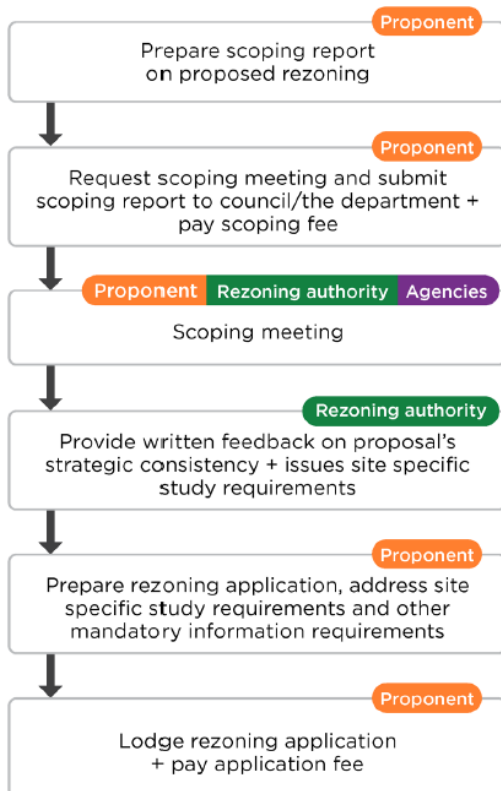 Proponent
Prepare scoping report
on proposed rezoning
Proponent
Request scoping meeting and submit
scoping report to council/the department +
pay scoping fee
Proponent Rezoning authority Agencies
Scoping meeting
Rezoning authority
Provide written feedback on proposal's
strategic consistency + issues site specific
study requirements
Proponent
Prepare rezoning application, address site
specific study requirements and other
mandatory information requirements
Proponent
Lodge rezoning application
+ pay application fee